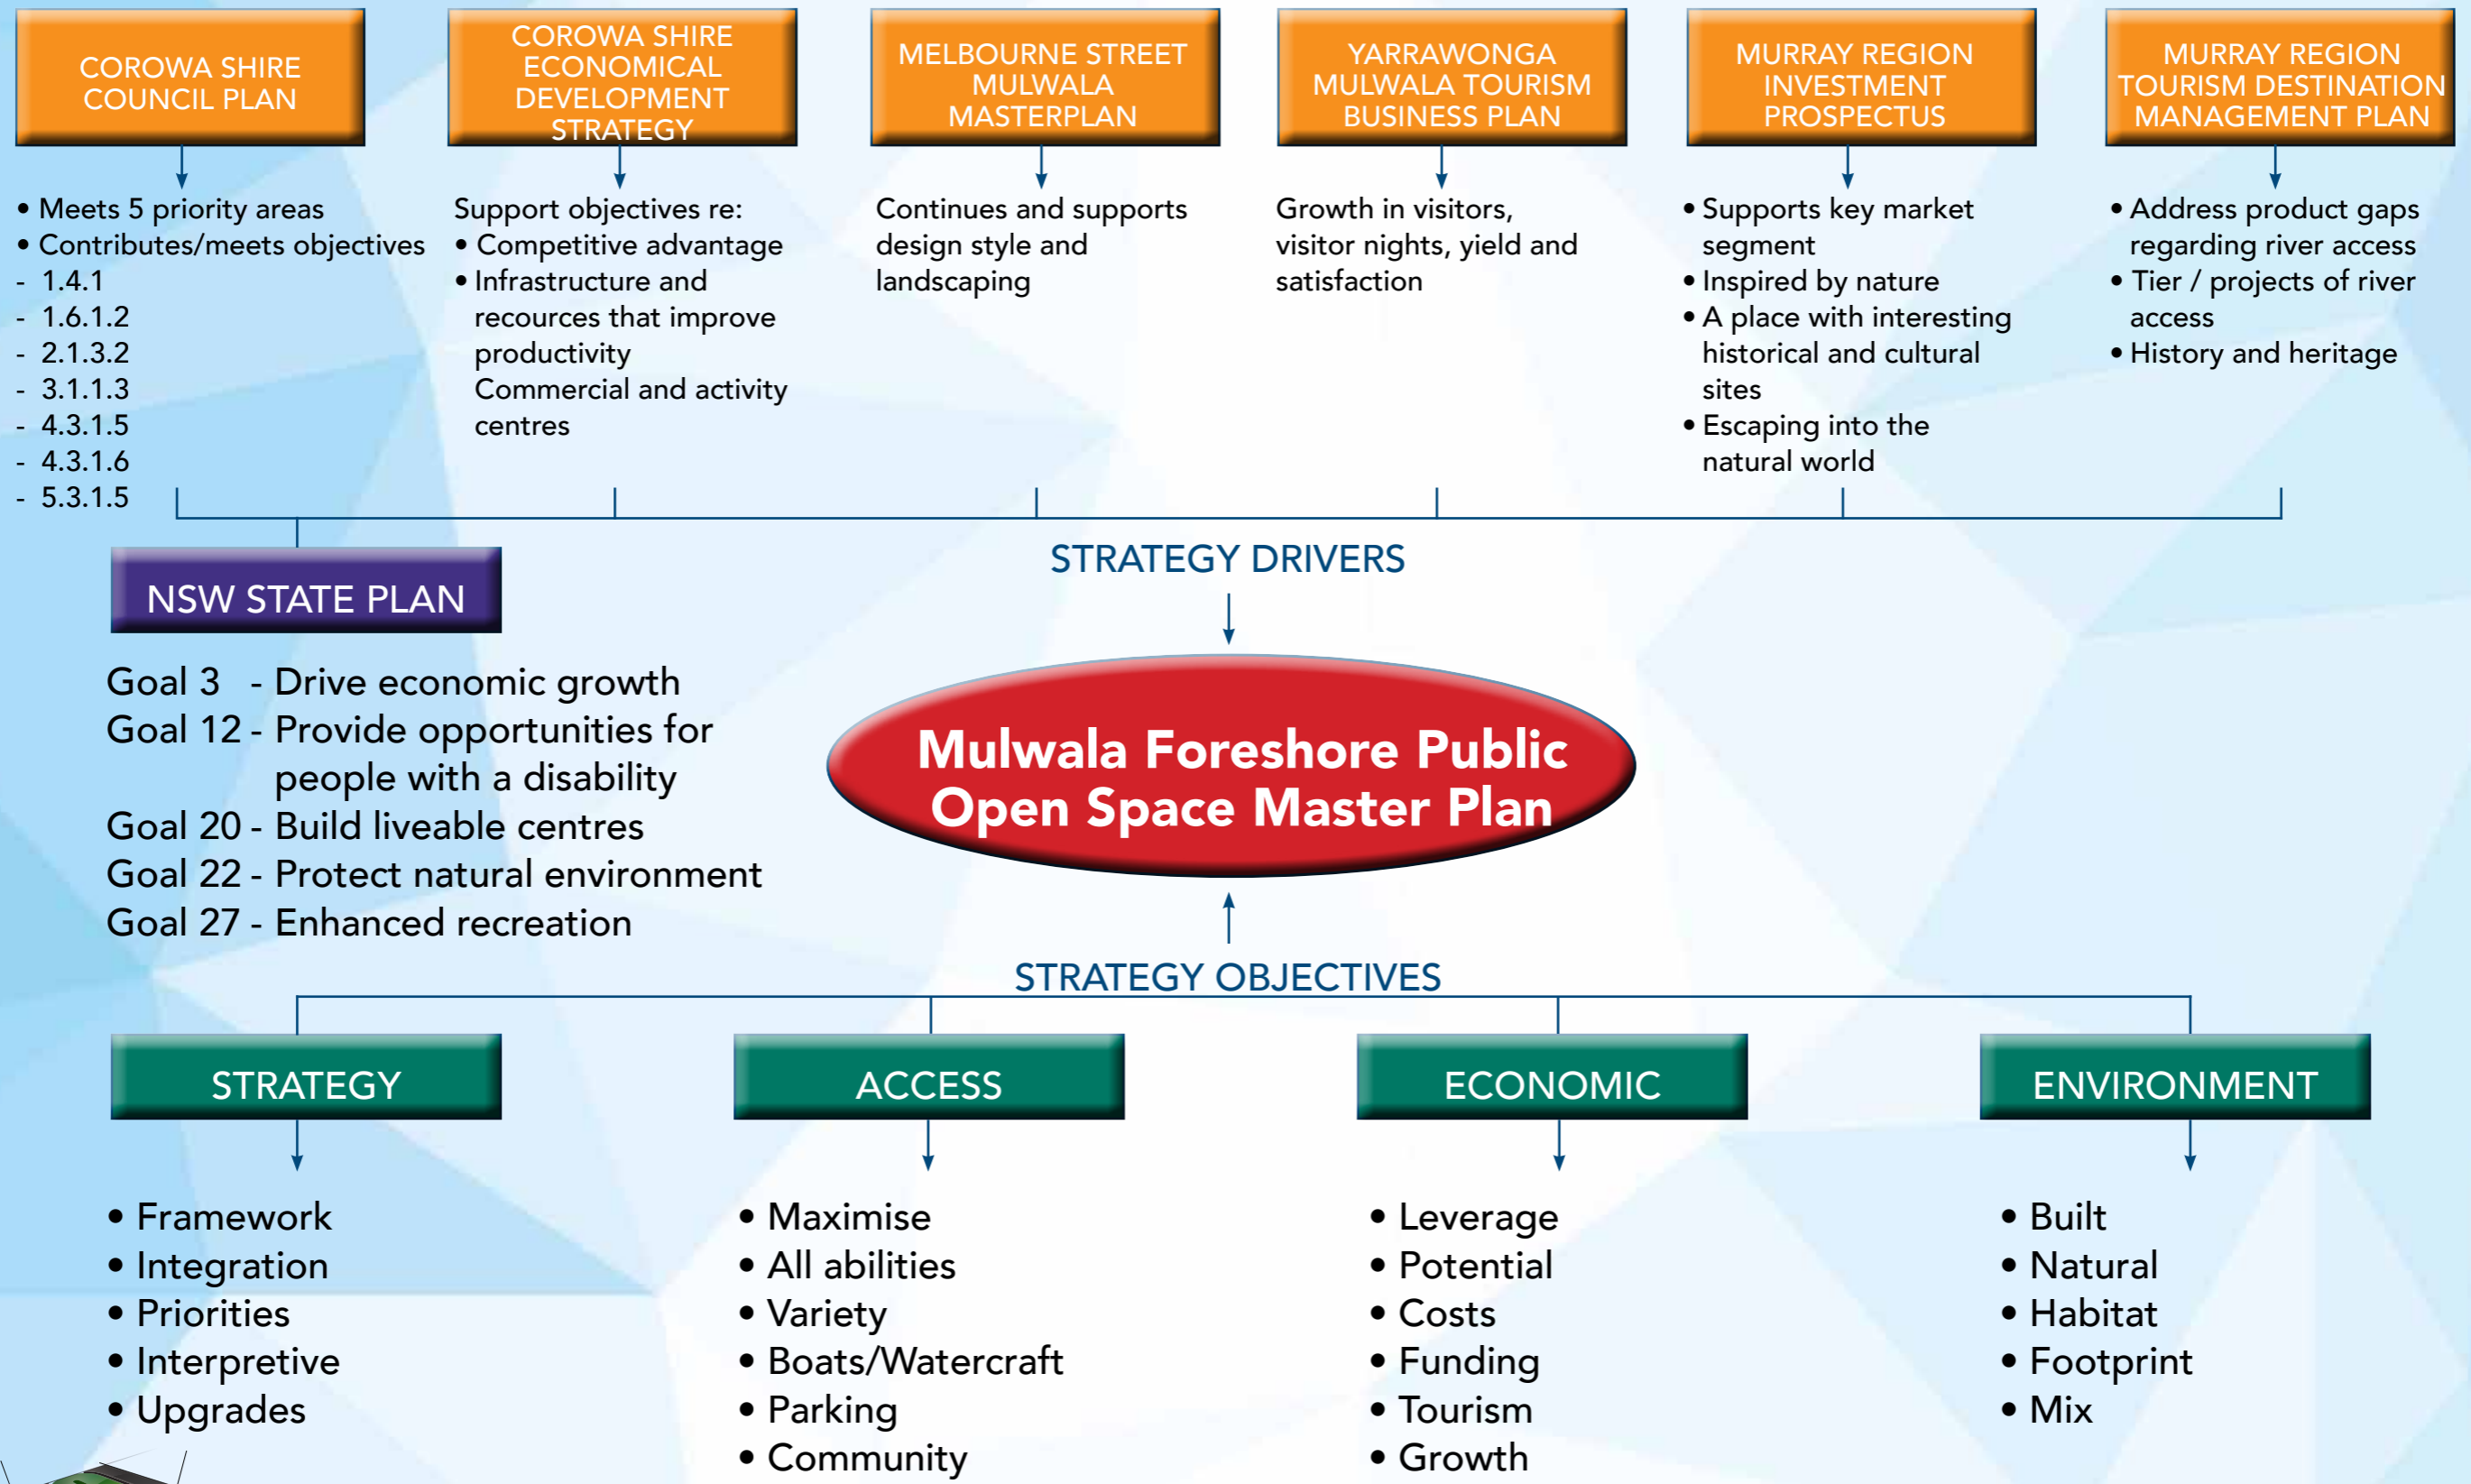 COROWA SHIRE
COUNCIL PLAN
COROWA SHIRE
ECONOMICAL
DEVELOPMENT
STRATEGY
MELBOURNE STREET
MULWALA
MASTERPLAN
YARRAWONGA
MULWALA TOURISM
BUSINESS PLAN
MURRAY REGION
INVESTMENT
PROSPECTUS
MURRAY REGION
TOURISM DESTINATION
MANAGEMENT PLAN
• Meets 5 priority areas
• Contributes/meets objectives
- 1.4.1
- 1.6.1.2
- 2.1.3.2
- 3.1.1.3
- 4.3.1.5
- 4.3.1.6
- 5.3.1.5
Support objectives re:
• Competitive advantage
• Infrastructure and
recources that improve
productivity
Commercial and activity
centres
Continues and supports
design style and
landscaping
Growth in visitors,
visitor nights, yield and
satisfaction
• Supports key market
segment
• Inspired by nature
• A place with interesting
historical and cultural
sites
• Escaping into the
natural world
• Address product gaps
regarding river access
• Tier / projects of river
access
• History and heritage
NSW STATE PLAN
Goal 3 - Drive economic growth
Goal 12 - Provide opportunities for
people with a disability
Goal 20 - Build liveable centres
Goal 22 - Protect natural environment
Goal 27 - Enhanced recreation
STRATEGY DRIVERS
Mulwala Foreshore Public
Open Space Master Plan
STRATEGY OBJECTIVES
STRATEGY
• Framework
• Integration
• Priorities
• Interpretive
• Upgrades
ACCESS
• Maximise
• All abilities
• Variety
• Boats/Watercraft
• Parking
• Community
ECONOMIC
• Leverage
• Potential
• Costs
• Funding
• Tourism
• Growth
ENVIRONMENT
• Built
• Natural
• Habitat
• Footprint
• Mix